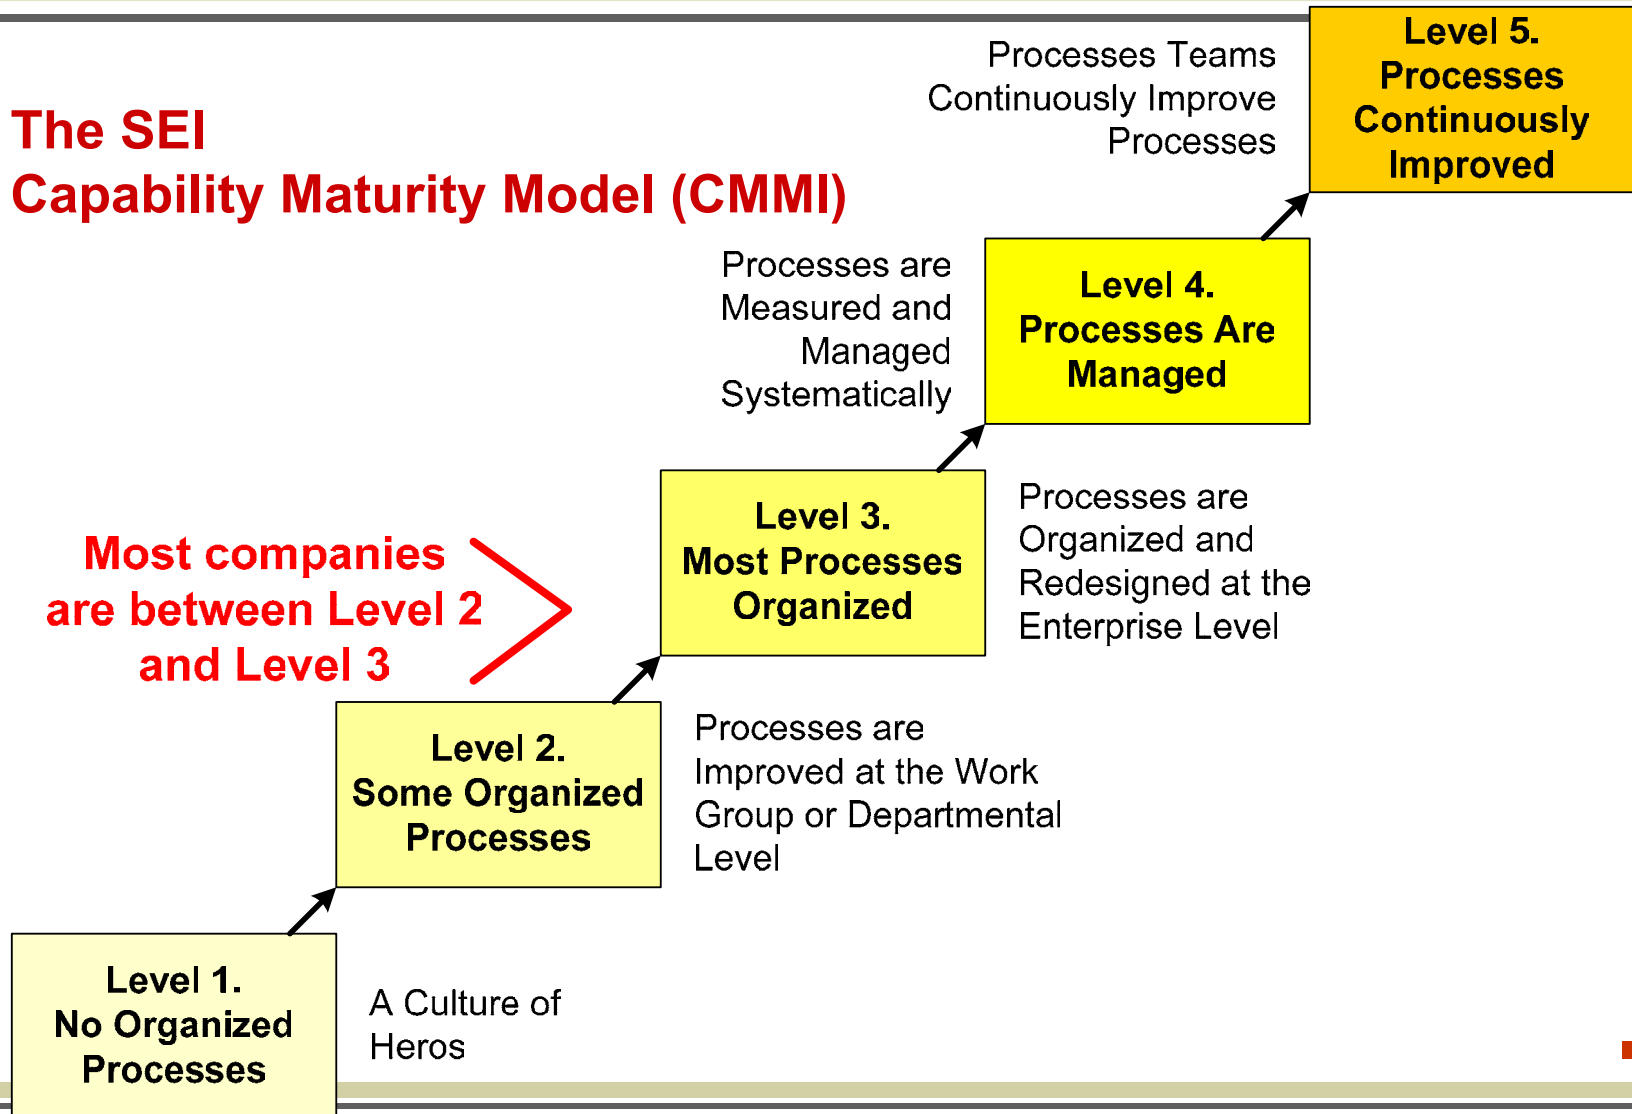 The SEI
Capability Maturity Model (CMMI)
Processes Teams
Continuously Improve
Processes
Level 5.
Processes
Continuously
Improved
Processes are
Measured and
Managed
Systematically
Level 4.
Processes Are
Managed
Most companies
are between Level 2
and Level 3
Level 3.
Most Processes
Organized
Processes are
Organized and
Redesigned at the
Enterprise Level
Level 2.
Some Organized
Processes
Processes are
Improved at the Work
Group or Departmental
Level
Level 1.
No Organized
Processes
A Culture of
Heros